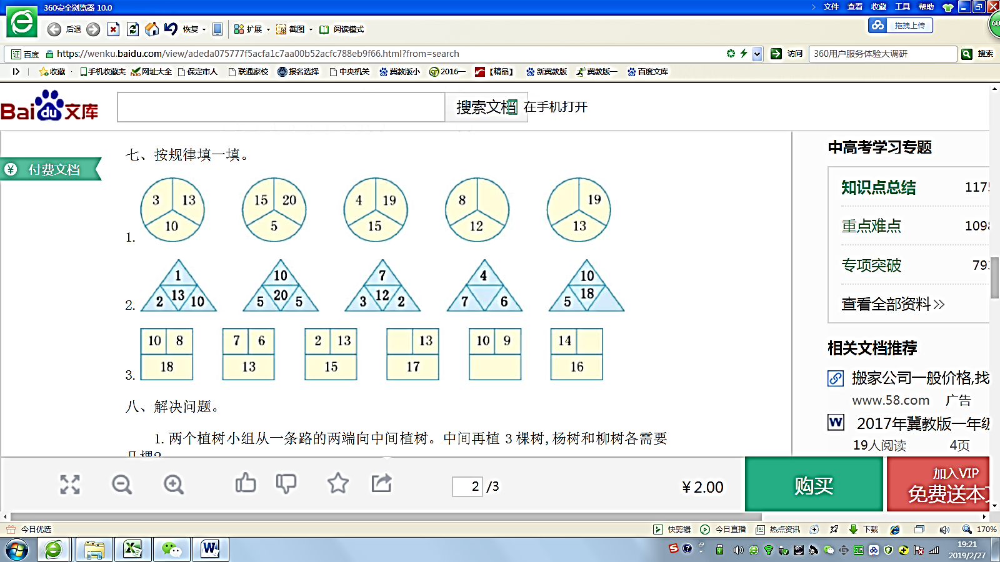 360安全浏览器 10.0
文件 查看 收藏 工具 帮助
后退 恢复 扩展 截图 阅读模式
拖拽上传
60
证 百度 https://wenku.baidu.com/view/adeda075777f5acfa1c7aa00b52acfc788eb9f66.html?from=search
访问 360用户服务体验大调研 搜索
收藏 手机收藏夹 网址大全 保定市人 联通家校 报名选择 中央机关 冀教版小 2016一 【精品】 新冀教版 冀教版一 百度文库
Bai du 文库 搜索文档 在手机打开
付费文档
七、按规律填一填。
3 13 15 20 4 19 8 19
10 5 15 12 13
1.
1 10 7 4 10
2 13 10 5 20 5 3 12 2 7 6 5 18
2.
10 8 7 6 2 13 13 10 9 14
18 13 15 17 16
3.
八、解决问题。
1. 两个植树小组从一条路的两端向中间植树。中间再植 3 棵树,杨树和柳树各需要
几棵?
中高考学习专题
知识点总结 1175
重点难点 1098
专项突破 793
查看全部资料>>
相关文档推荐
搬家公司一般价格,找
www.58.com 广告
2017年冀教版一年级
19人阅读 4页
2 /3
¥2.00
购买
加入VIP
免费送本
今日优选
快剪辑 今日直播 热点资讯 下载 170%
19:21
2019/2/27